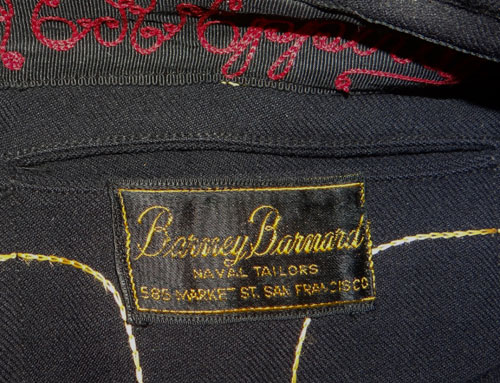 Barney Barnard
NAVAL TAILORS
585 MARKET ST. SAN FRANCISCO